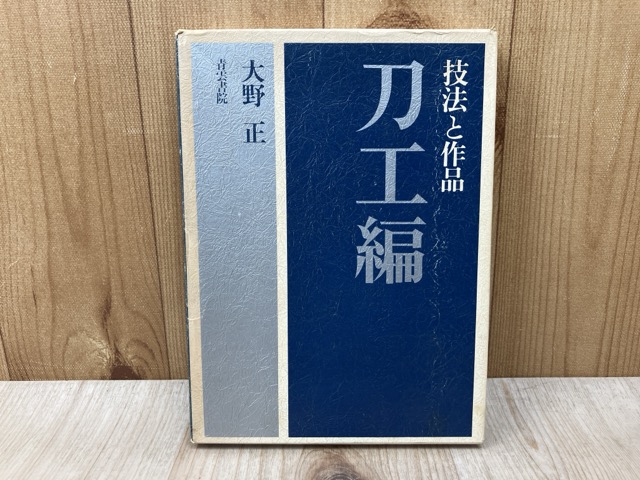 技法と作品
刀工編
大野 正
青雲書院